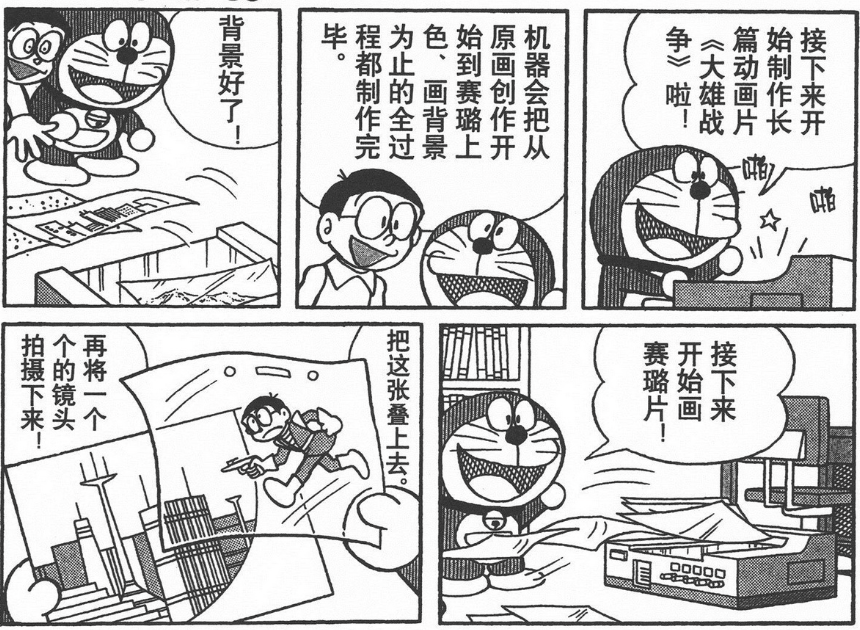 接下来开
始制作长
篇动画片
《大雄战
争》啦！
啪
啪
机器会把从
原画创作开
始到赛璐上
色、画背景
为止的全过
程都制作完
毕。
背景好了！
接下来
开始画
赛璐片！
把这张叠上去。
再将一个
个的镜头
拍摄下来！